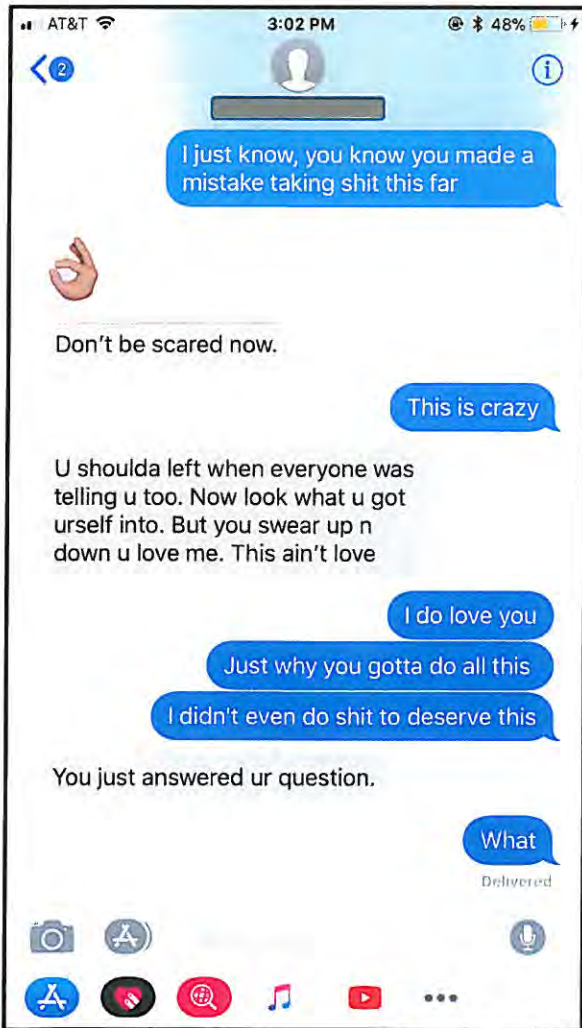 AT&T 3:02 PM 48%
2
I just know, you know you made a
mistake taking shit this far
Don't be scared now.
This is crazy
U shoulda left when everyone was
telling u too. Now look what u got
urself into. But you swear up n
down u love me. This ain't love
I do love you
Just why you gotta do all this
I didn't even do shit to deserve this
You just answered ur question.
What
Delivered